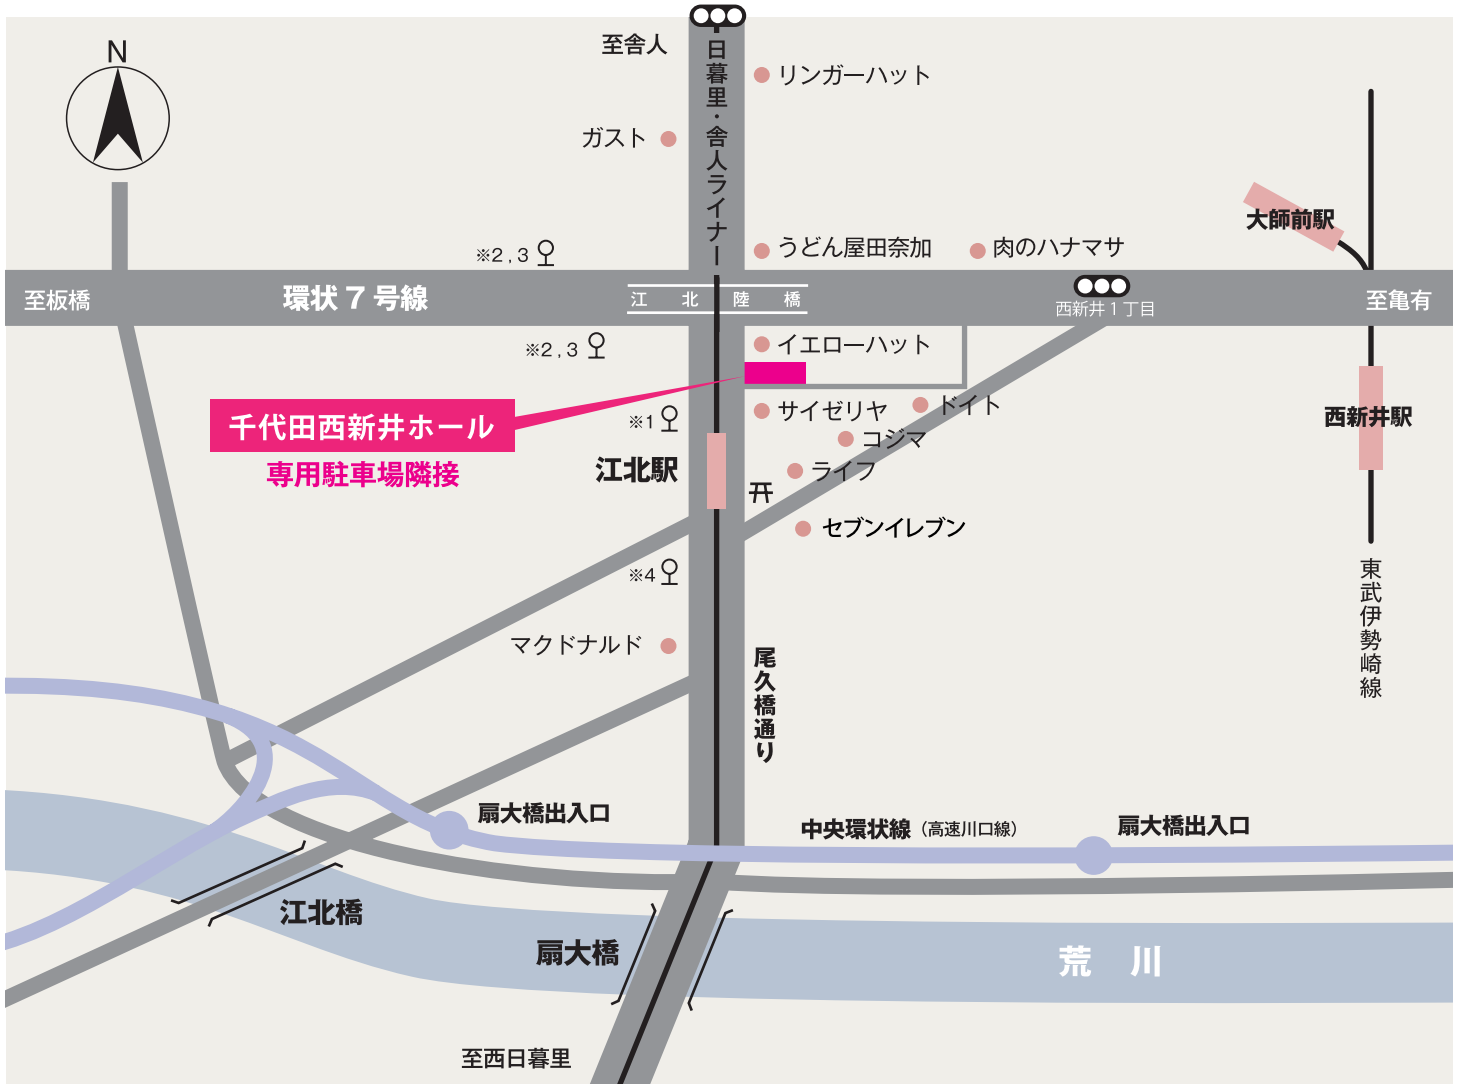 N
至舎人
日暮里・舎人ライナー
リンガーハット
ガスト
大師前駅
※2 , 3
うどん屋田奈加
肉のハナマサ
至板橋
環状７号線
江北陸橋
西新井１丁目
至亀有
※2 , 3
イエローハット
千代田西新井ホール
専用駐車場隣接
※1
サイゼリヤ
ドイト
コジマ
ライフ
西新井駅
江北駅
セブンイレブン
※4
マクドナルド
尾久橋通り
東武伊勢崎線
扇大橋出入口
中央環状線（高速川口線）
扇大橋出入口
江北橋
扇大橋
荒川
至西日暮里